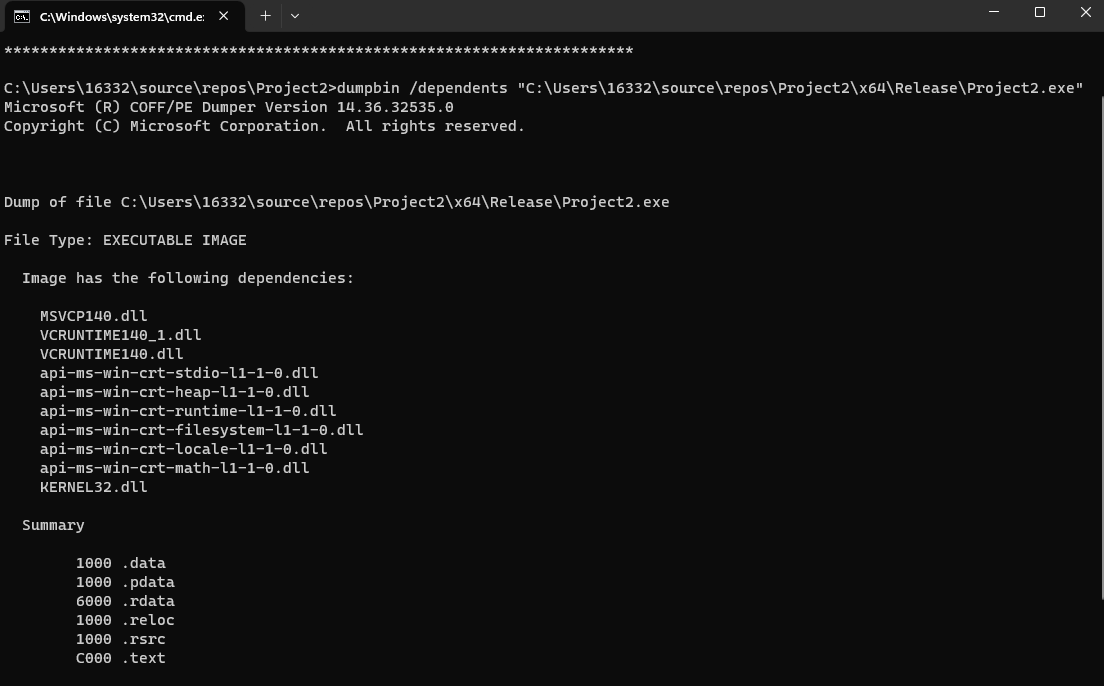 C:\Windows\system32\cmd.e:
**********************************************************************
C:\Users\16332\source\repos\Project2>dumpbin /dependents "C:\Users\16332\source\repos\Project2\x64\Release\Project2.exe"
Microsoft (R) COFF/PE Dumper Version 14.36.32535.0
Copyright (C) Microsoft Corporation.  All rights reserved.
Dump of file C:\Users\16332\source\repos\Project2\x64\Release\Project2.exe
File Type: EXECUTABLE IMAGE
  Image has the following dependencies:
    MSVCP140.dll
    VCRUNTIME140_1.dll
    VCRUNTIME140.dll
    api-ms-win-crt-stdio-l1-1-0.dll
    api-ms-win-crt-heap-l1-1-0.dll
    api-ms-win-crt-runtime-l1-1-0.dll
    api-ms-win-crt-filesystem-l1-1-0.dll
    api-ms-win-crt-locale-l1-1-0.dll
    api-ms-win-crt-math-l1-1-0.dll
    KERNEL32.dll
  Summary
        1000 .data
        1000 .pdata
        6000 .rdata
        1000 .reloc
        1000 .rsrc
        C000 .text